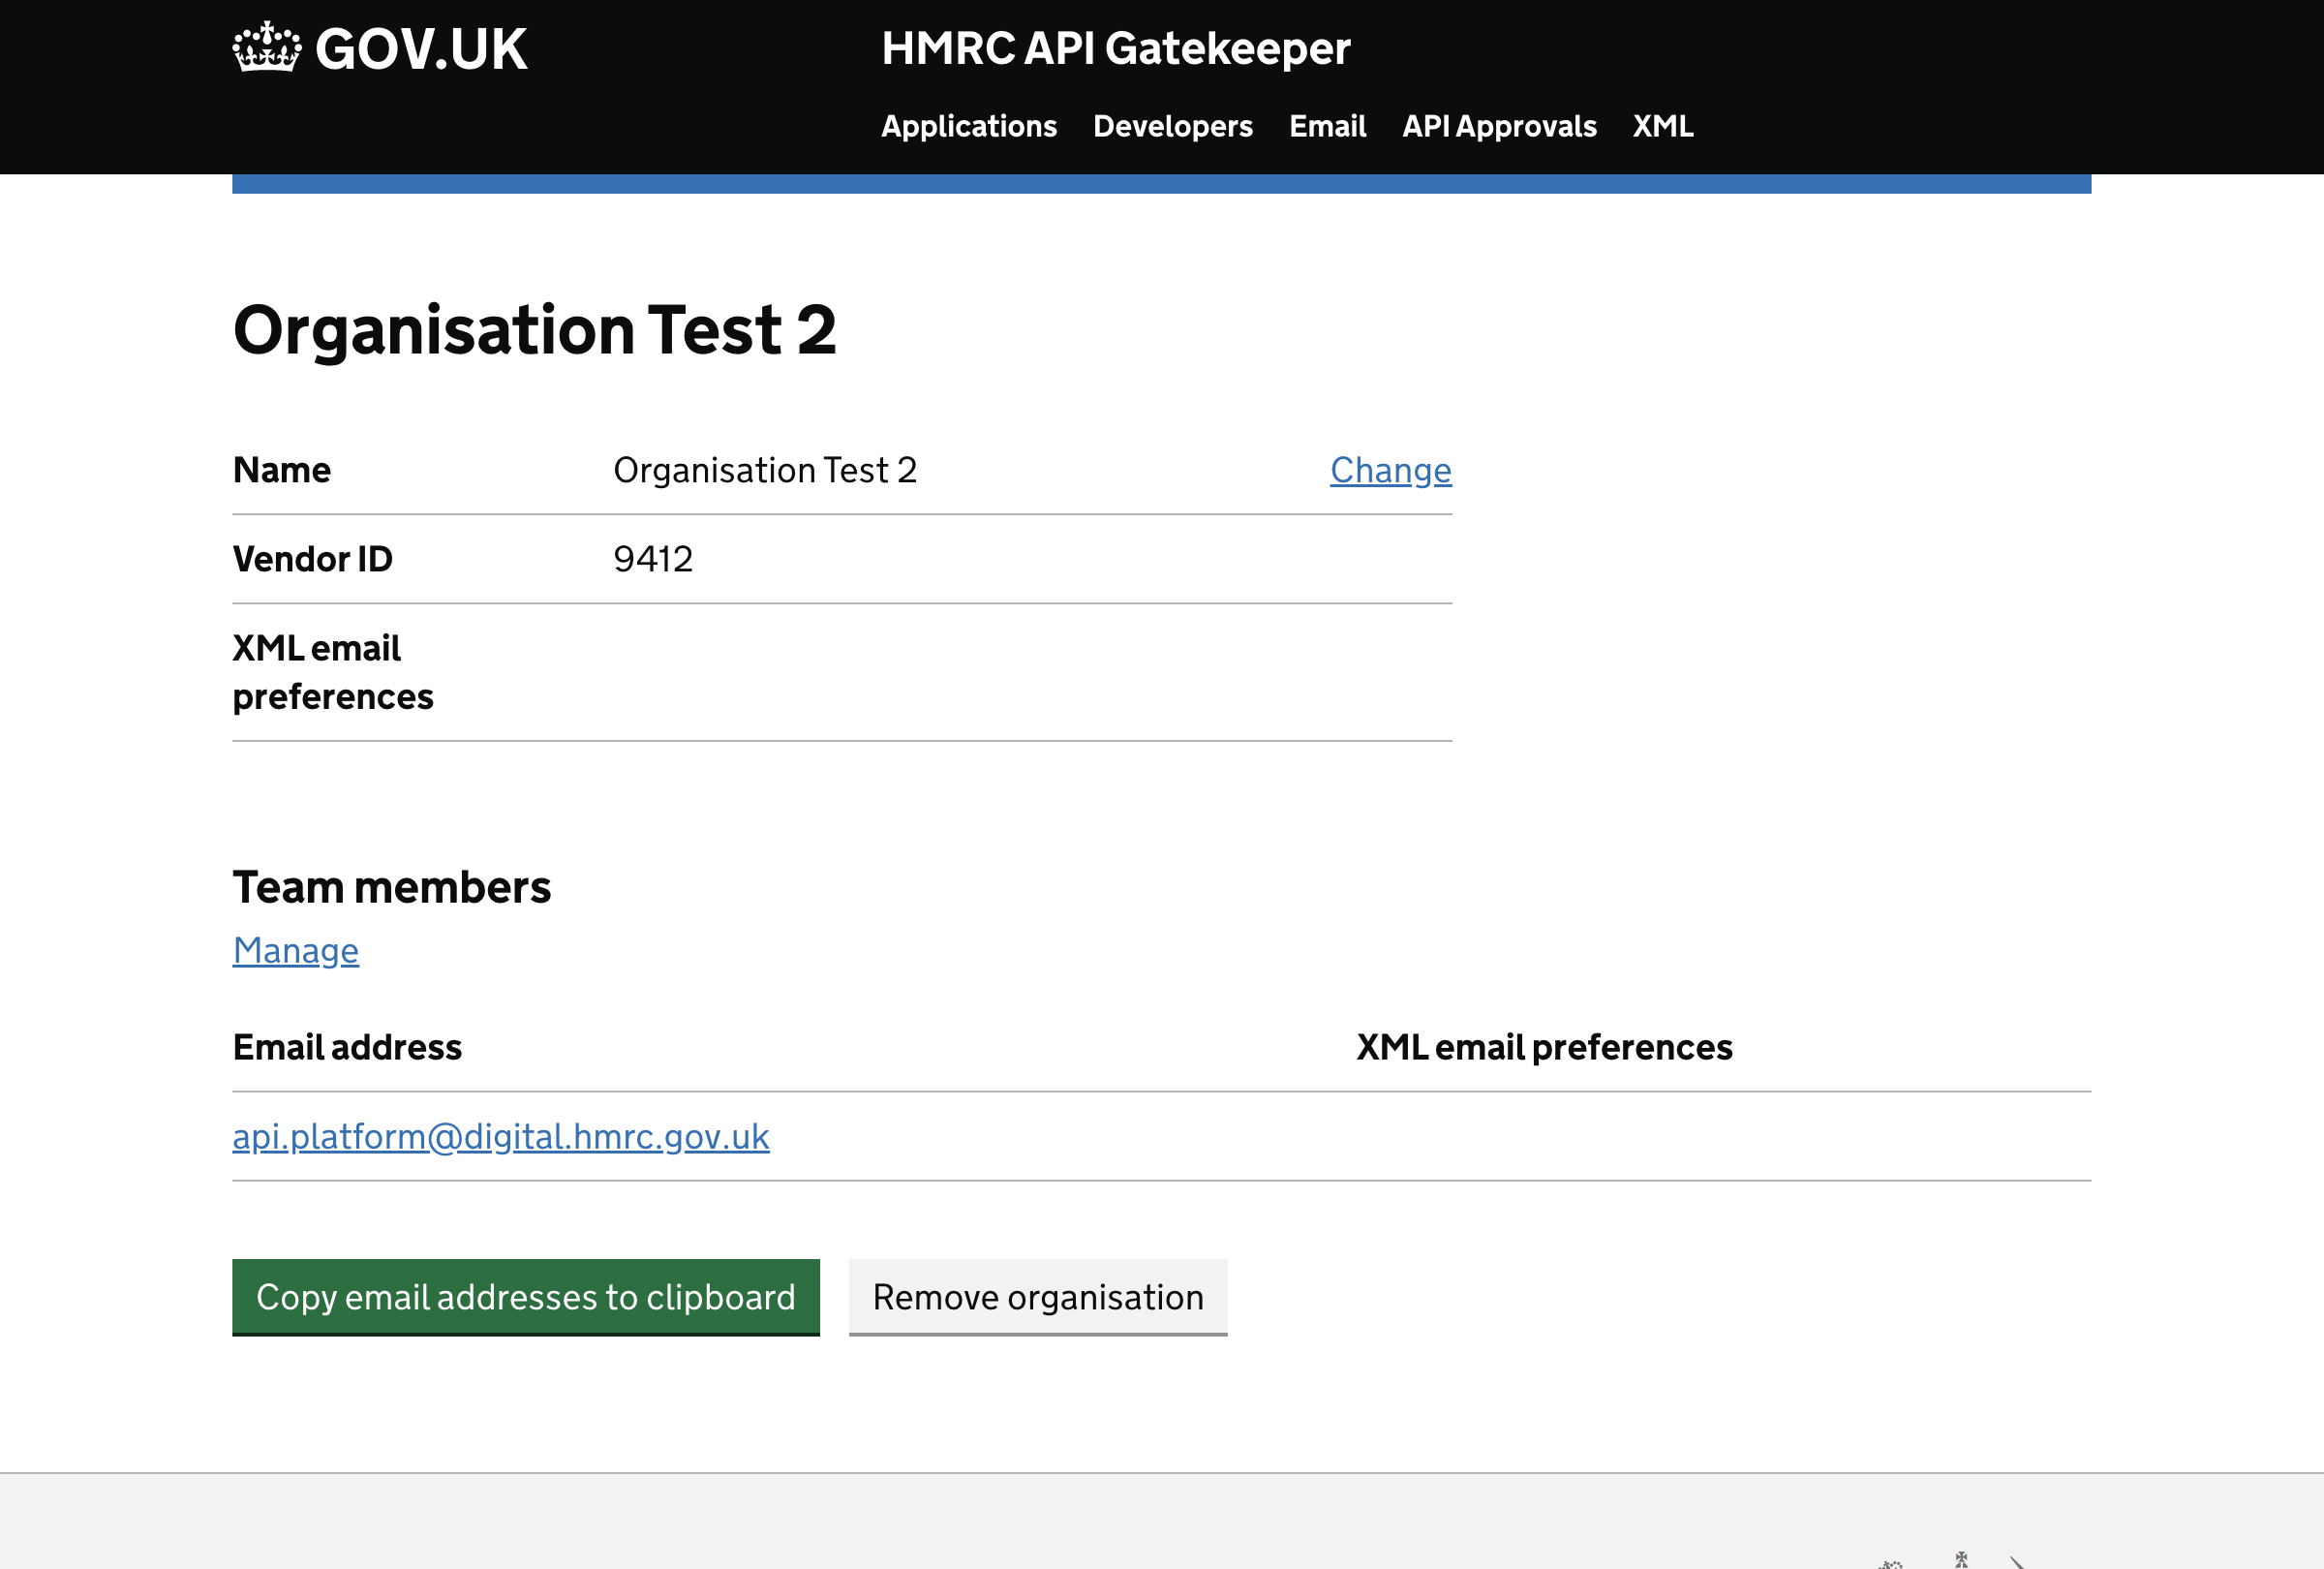 GOV.UK
HMRC API Gatekeeper
Applications Developers Email API Approvals XML
Organisation Test 2
Name Organisation Test 2 Change
Vendor ID 9412
XML email
preferences
Team members
Manage
Email address XML email preferences
api.platform@digital.hmrc.gov.uk
Copy email addresses to clipboard Remove organisation